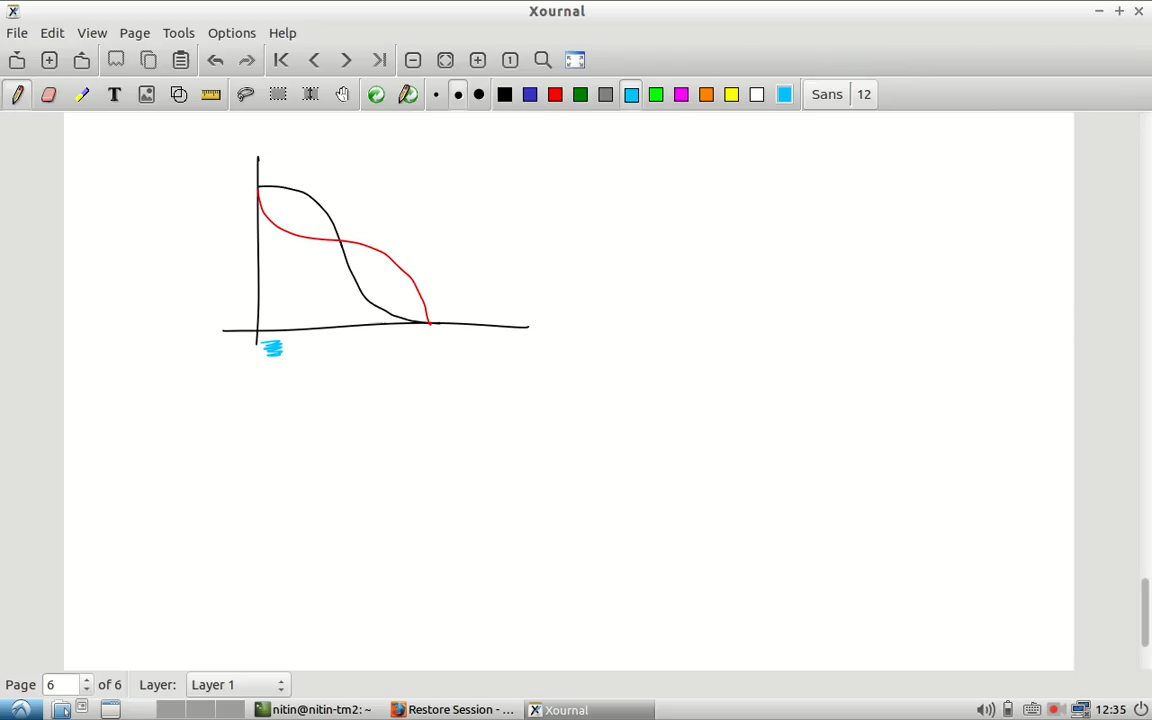 Xournal
File Edit View Page Tools Options Help
Sans 12
Page 6 of 6 Layer: Layer 1
nitin@nitin-tm2: ~ Restore Session - ... Xournal 12:35